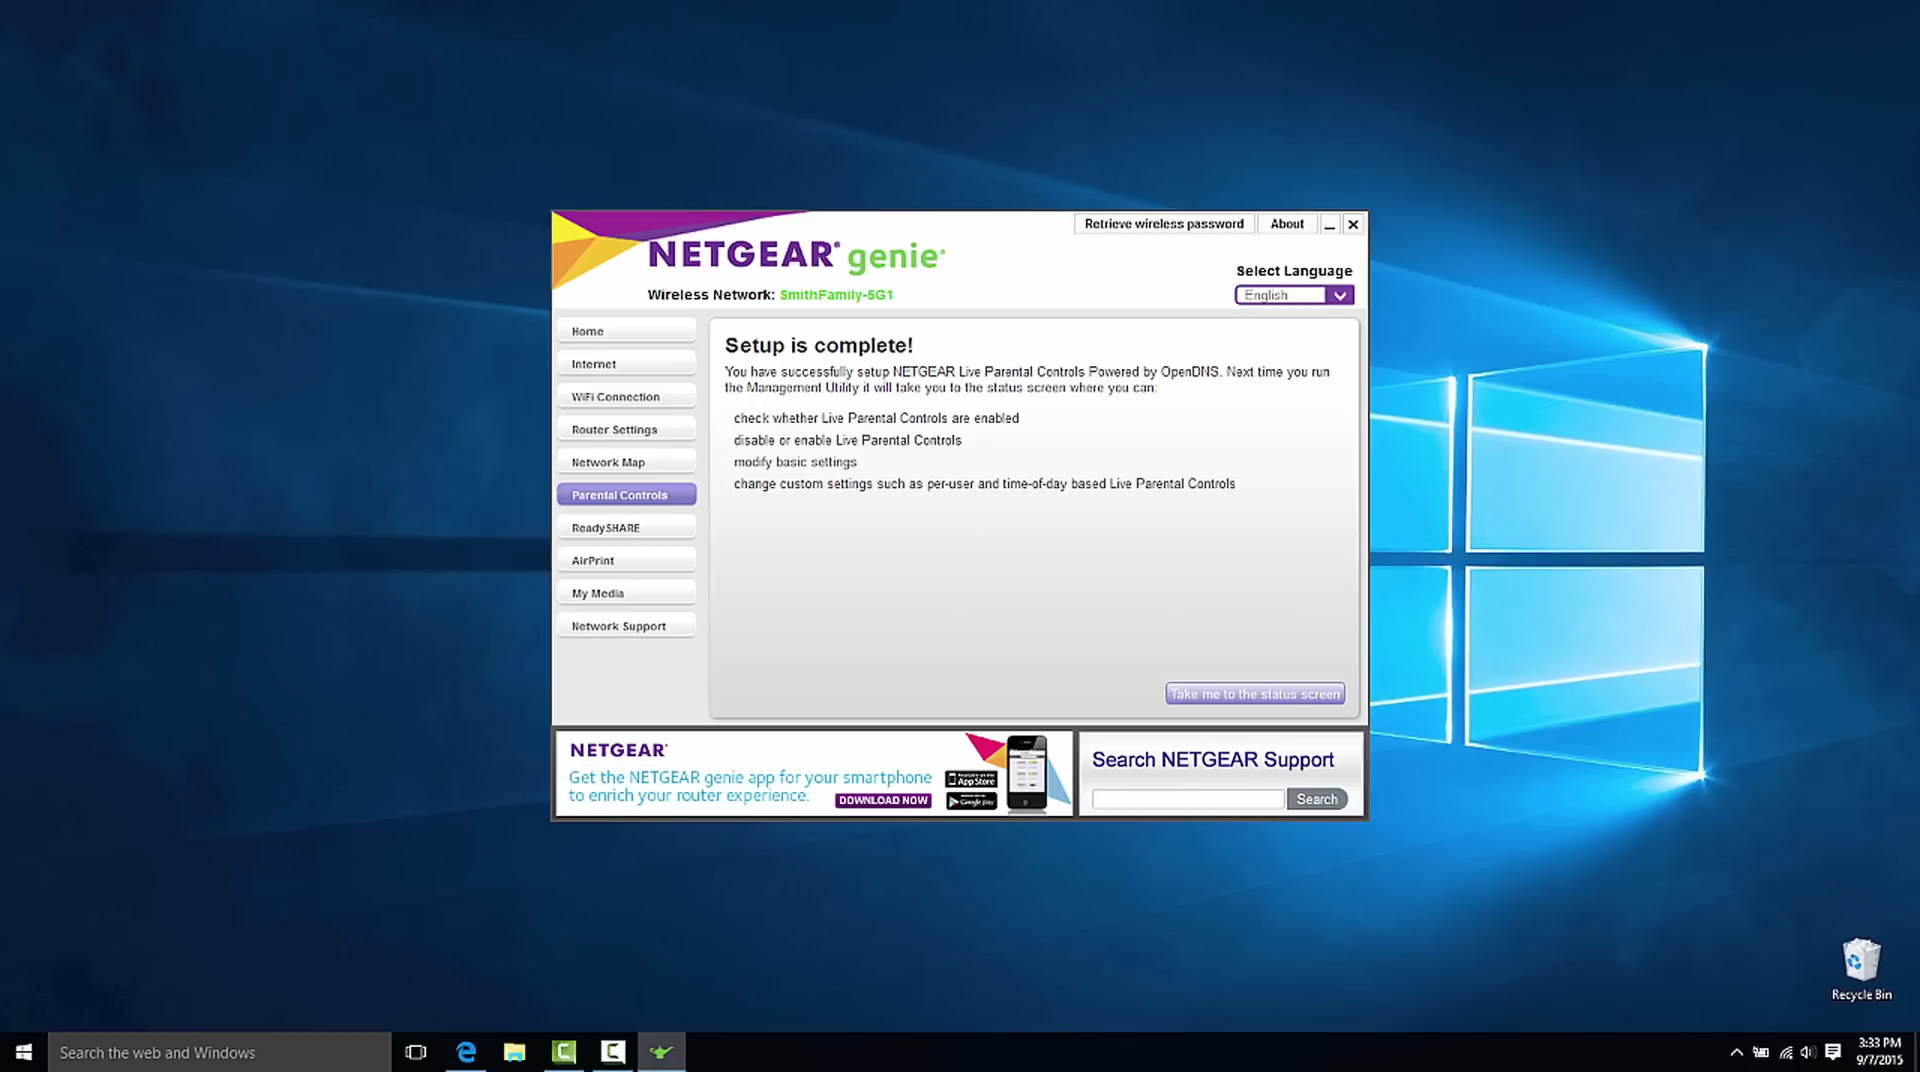 Retrieve wireless password
About
NETGEAR® genie®
Select Language
Wireless Network: SmithFamily-5G1
English
Home
Internet
WiFi Connection
Router Settings
Network Map
Parental Controls
ReadySHARE
AirPrint
My Media
Network Support
Setup is complete!
You have successfully setup NETGEAR Live Parental Controls Powered by OpenDNS. Next time you run
the Management Utility it will take you to the status screen where you can:
check whether Live Parental Controls are enabled
disable or enable Live Parental Controls
modify basic settings
change custom settings such as per-user and time-of-day based Live Parental Controls
Take me to the status screen
NETGEAR®
Get the NETGEAR genie app for your smartphone
to enrich your router experience.
DOWNLOAD NOW
App Store
Google play
Search NETGEAR Support
Search
Recycle Bin
Search the web and Windows
3:33 PM
9/7/2015